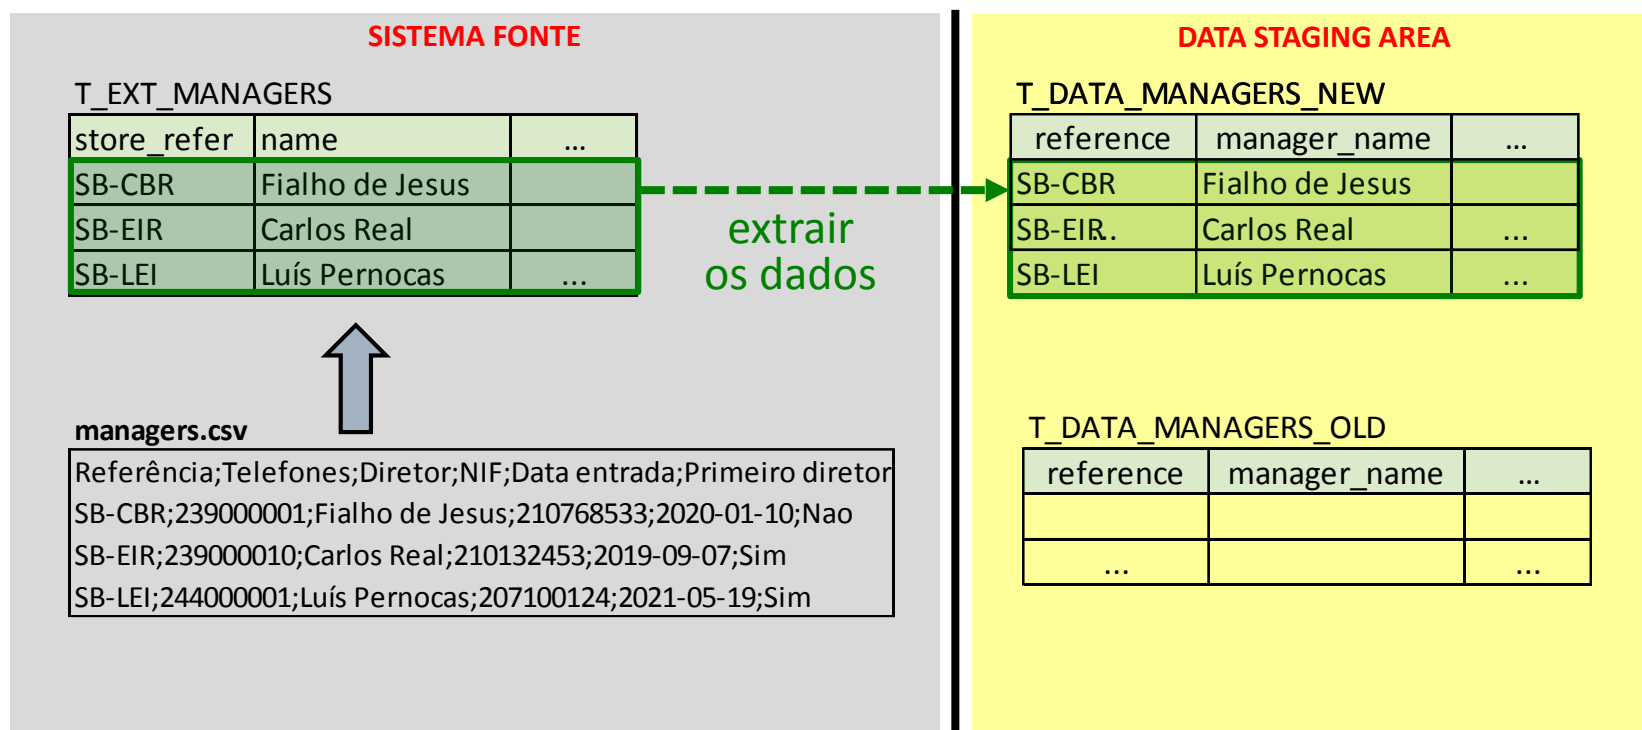 SISTEMA FONTE
T_EXT_MANAGERS
store_refer name ...
SB-CBR Fialho de Jesus
SB-EIR Carlos Real
SB-LEI Luís Pernocas ...
extrair
os dados
managers.csv
Referência;Telefones;Diretor;NIF;Data entrada;Primeiro diretor
SB-CBR;239000001;Fialho de Jesus;210768533;2020-01-10;Nao
SB-EIR;239000010;Carlos Real;210132453;2019-09-07;Sim
SB-LEI;244000001;Luís Pernocas;207100124;2021-05-19;Sim
DATA STAGING AREA
T_DATA_MANAGERS_NEW
reference manager_name ...
SB-CBR Fialho de Jesus
SB-EIR... Carlos Real ...
SB-LEI Luís Pernocas ...
T_DATA_MANAGERS_OLD
reference manager_name ...
... ...